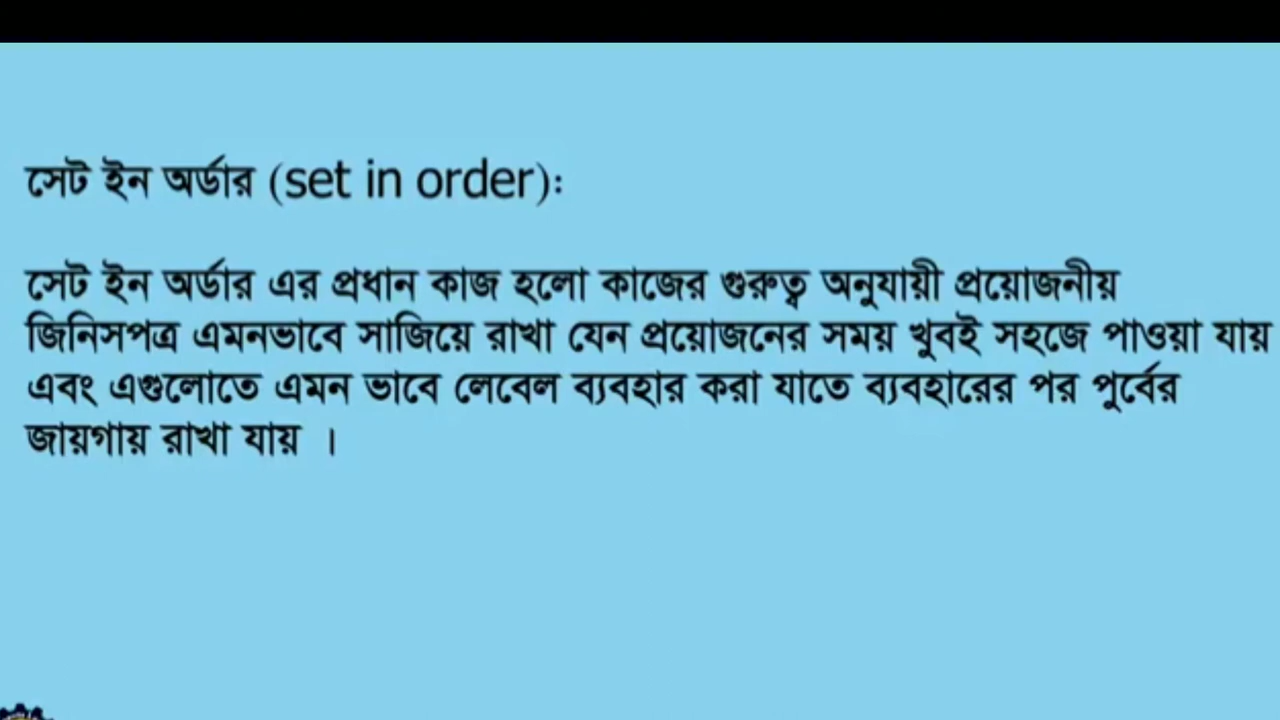 সেট ইন অর্ডার (set in order):
সেট ইন অর্ডার এর প্রধান কাজ হলো কাজের গুরুত্ব অনুযায়ী প্রয়োজনীয়
জিনিসপত্র এমনভাবে সাজিয়ে রাখা যেন প্রয়োজনের সময় খুবই সহজে পাওয়া যায়
এবং এগুলোতে এমন ভাবে লেবেল ব্যবহার করা যাতে ব্যবহারের পর পুর্বের
জায়গায় রাখা যায় ।